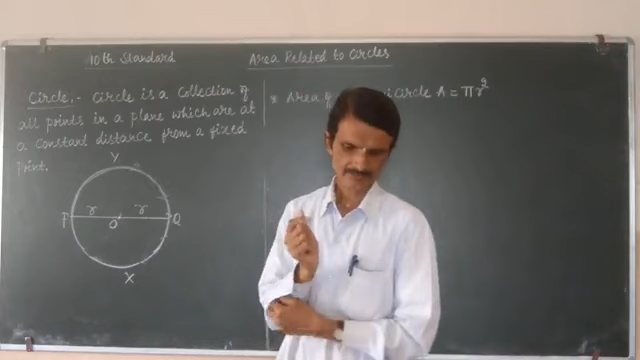 10th Standard
Area Related to Circles
Circle,- Circle is a Collection of
all points in a plane which are at
a Constant distance from a fixed
point.
Y
r r
P O Q
X
* Area of circle A = πr²